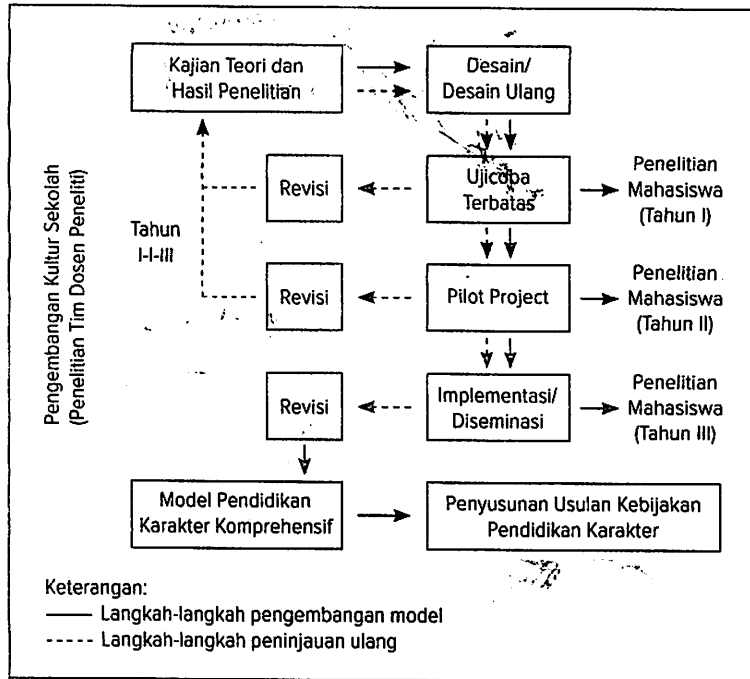 Kajian Teori dan
Hasil Penelitian
Desain/
Desain Ulang
Revisi
Ujicoba
Terbatas
Penelitian
Mahasiswa
(Tahun I)
Tahun
I-I-III
Revisi
Pilot Project
Penelitian
Mahasiswa
(Tahun II)
Pengembangan Kultur Sekolah
(Penelitian Tim Dosen Peneliti)
Revisi
Implementasi/
Diseminasi
Penelitian
Mahasiswa
(Tahun III)
Model Pendidikan
Karakter Komprehensif
Penyusunan Usulan Kebijakan
Pendidikan Karakter
Keterangan:
Langkah-langkah pengembangan model
Langkah-langkah peninjauan ulang